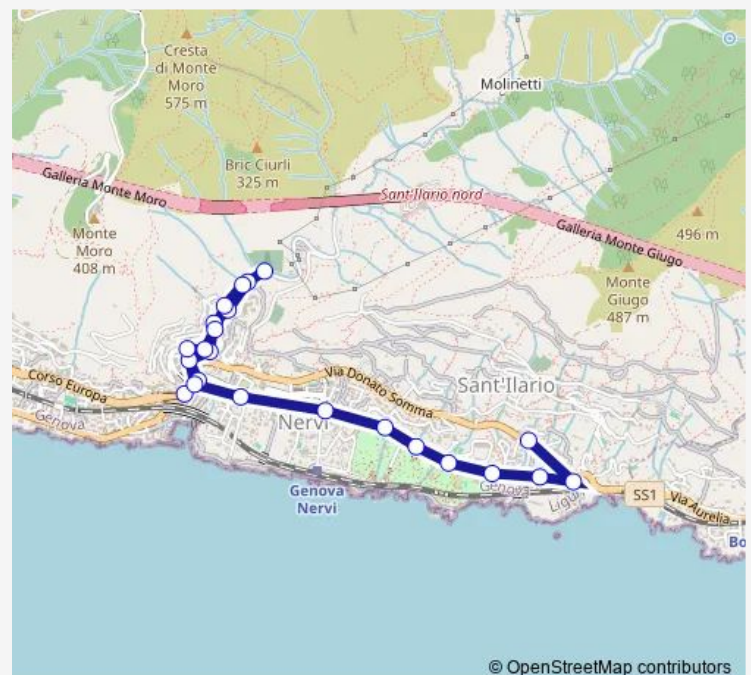 Cresta
di Monte
Moro
575 m
Molinetti
Bric Ciurli
325 m
Galleria Monte Moro
Sant'Ilario nord
Galleria Monte Giugo
496 m
Monte
Moro
408 m
Monte
Giugo
487 m
Corso Europa
Via Donato Somma
Sant'Ilario
Genova
Nervi
Genova
Nervi
Genova
SS1
Via Aurelia
Bo
© OpenStreetMap contributors